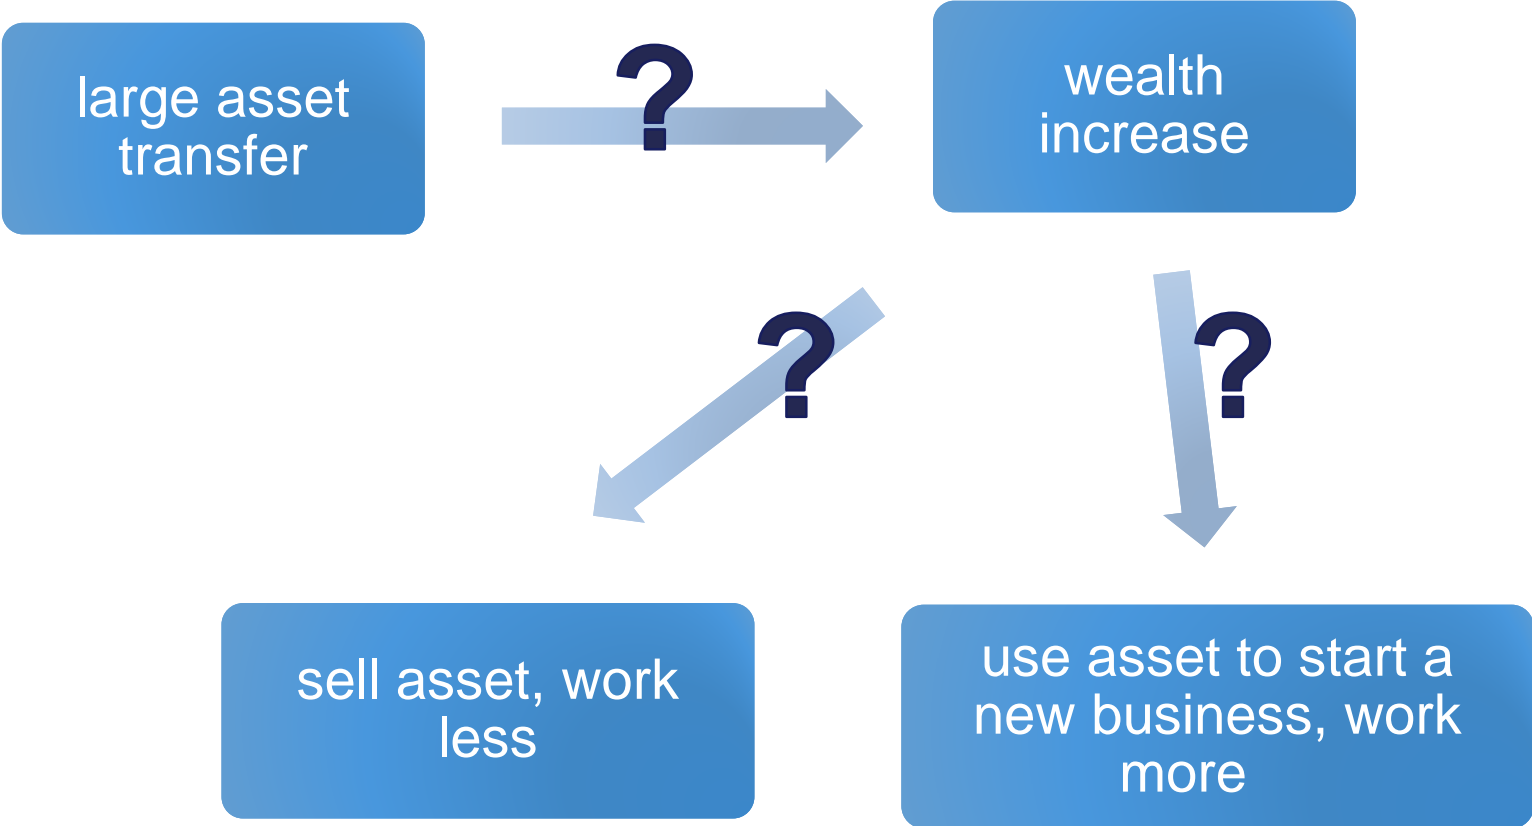 large asset
transfer
?
wealth
increase
?
?
sell asset, work
less
use asset to start a
new business, work
more